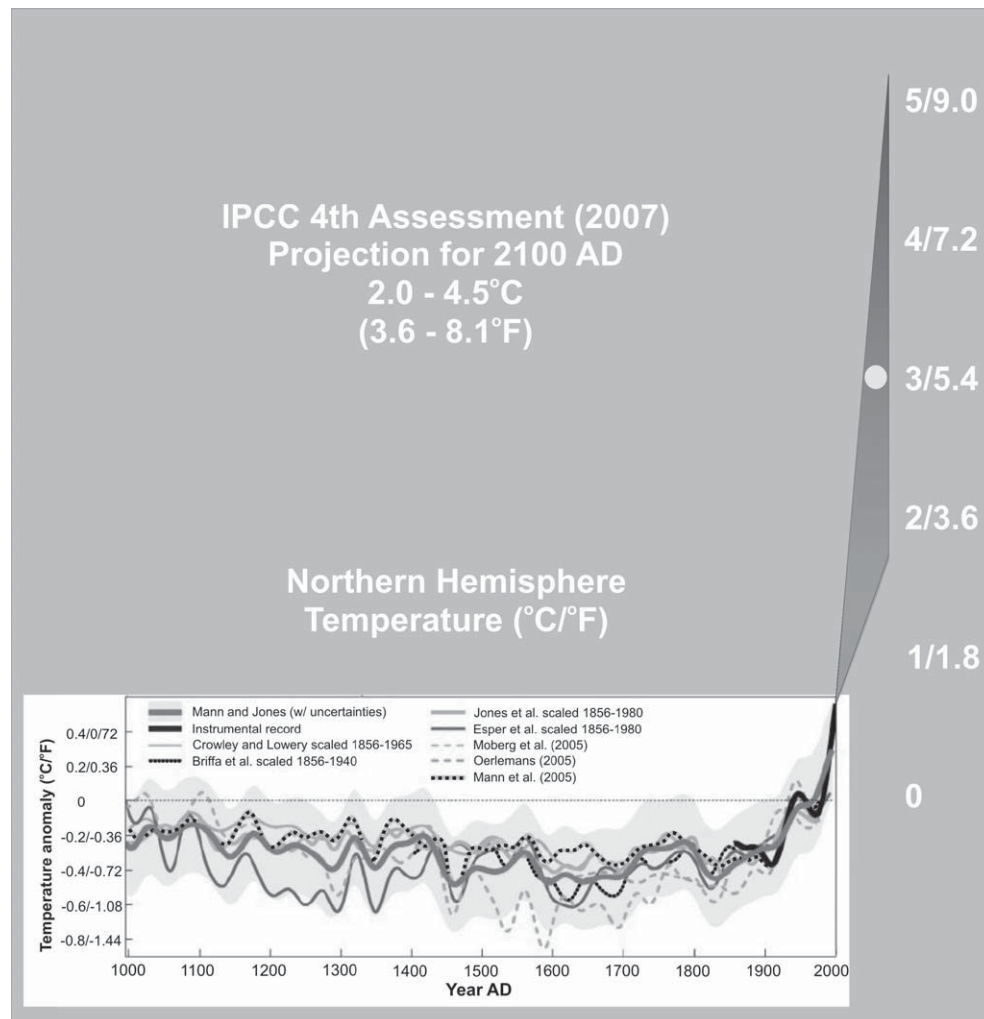 IPCC 4th Assessment (2007)
Projection for 2100 AD
2.0 - 4.5°C
(3.6 - 8.1°F)
5/9.0
4/7.2
3/5.4
2/3.6
1/1.8
0
Northern Hemisphere
Temperature (°C/°F)
Mann and Jones (w/ uncertainties)
Instrumental record
Crowley and Lowery scaled 1856-1965
Briffa et al. scaled 1856-1940
Jones et al. scaled 1856-1980
Esper et al. scaled 1856-1980
Moberg et al. (2005)
Oerlemans (2005)
Mann et al. (2005)
Temperature anomaly (°C/°F)
0.4/0/72
0.2/0.36
0
-0.2/-0.36
-0.4/-0.72
-0.6/-1.08
-0.8/-1.44
1000 1100 1200 1300 1400 1500 1600 1700 1800 1900 2000
Year AD